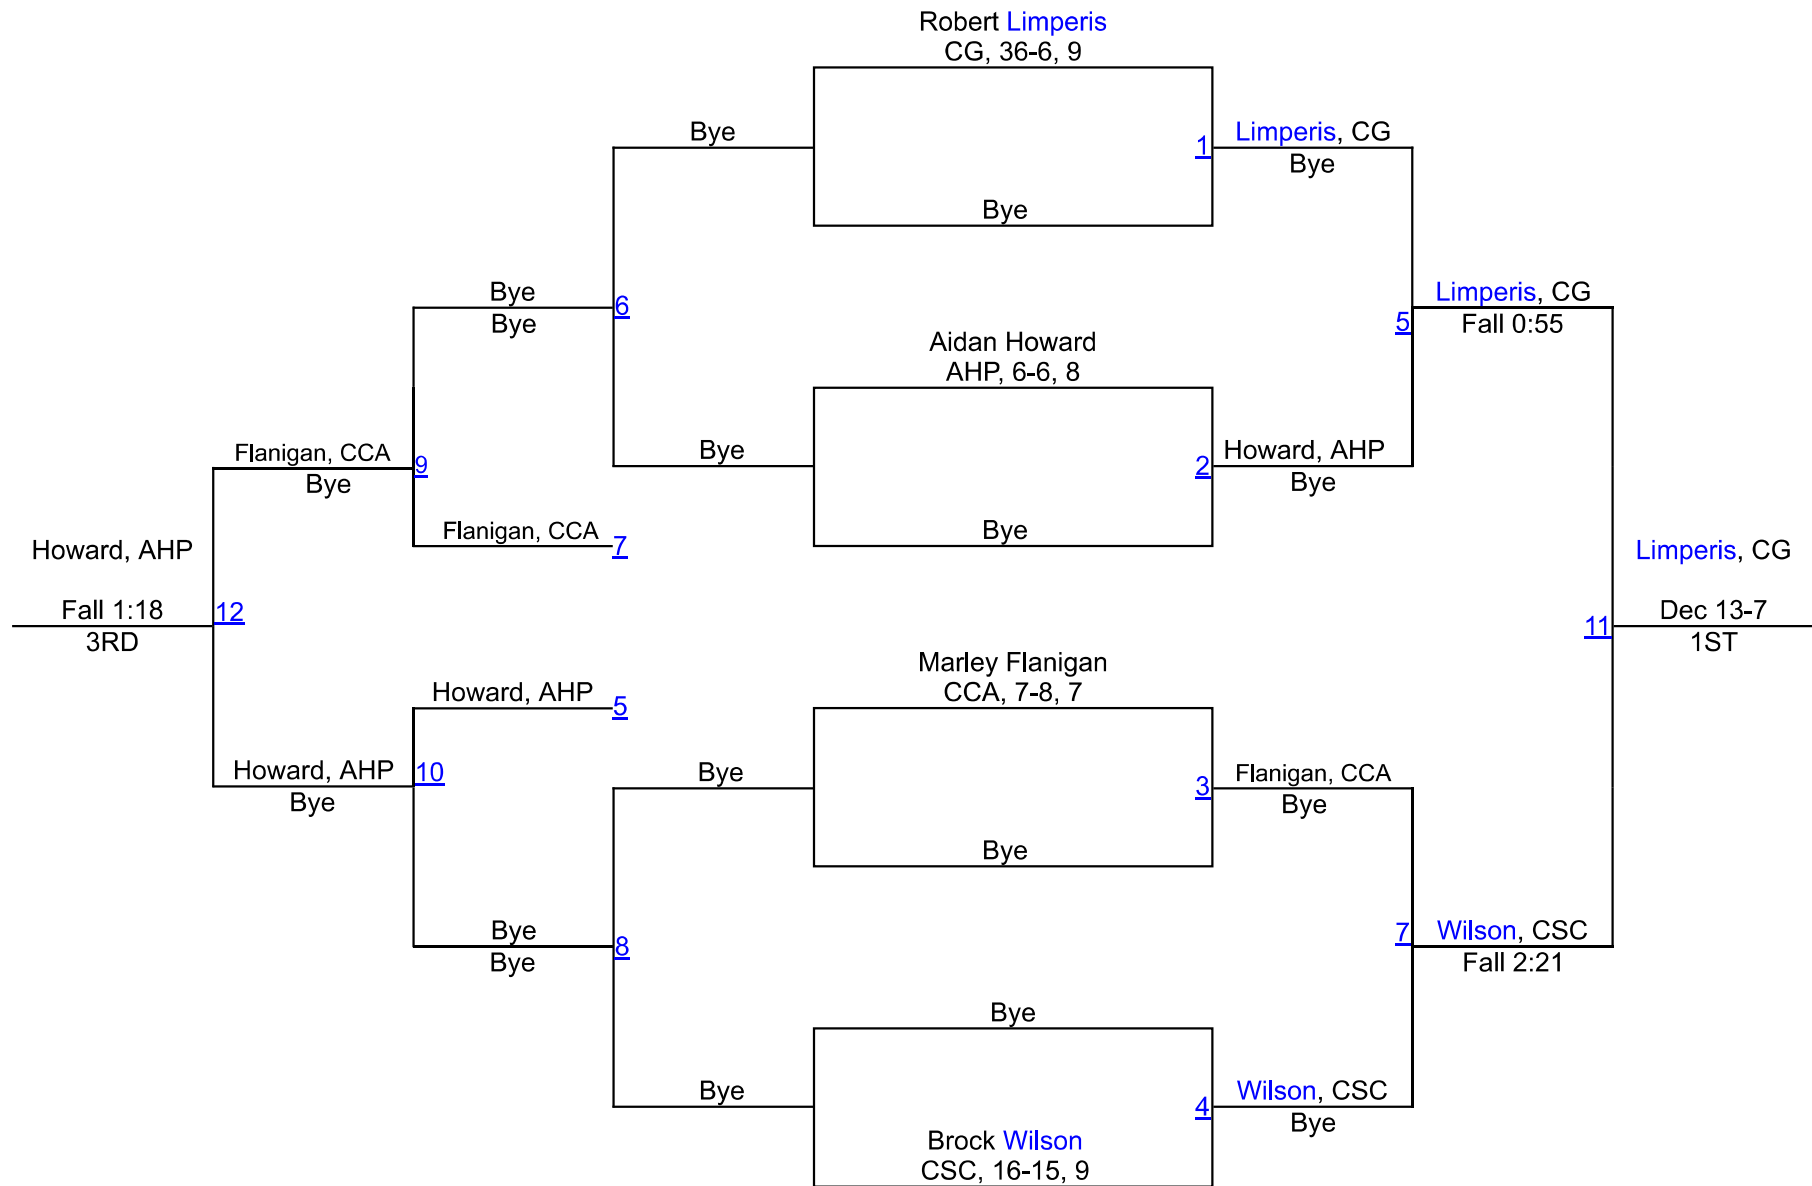 Robert Limperis
CG, 36-6, 9
Bye
1
Limperis, CG
Bye
Bye
Bye
Bye
6
Limperis, CG
5
Fall 0:55
Aidan Howard
AHP, 6-6, 8
Flanigan, CCA
9
Bye
Bye
2
Howard, AHP
Bye
Flanigan, CCA
7
Bye
Howard, AHP
Limperis, CG
Fall 1:18
12
3RD
11
Dec 13-7
1ST
Marley Flanigan
CCA, 7-8, 7
Howard, AHP
5
Howard, AHP
10
Bye
Bye
3
Flanigan, CCA
Bye
Bye
Bye
Bye
8
7
Wilson, CSC
Fall 2:21
Bye
Bye
4
Wilson, CSC
Bye
Brock Wilson
CSC, 16-15, 9